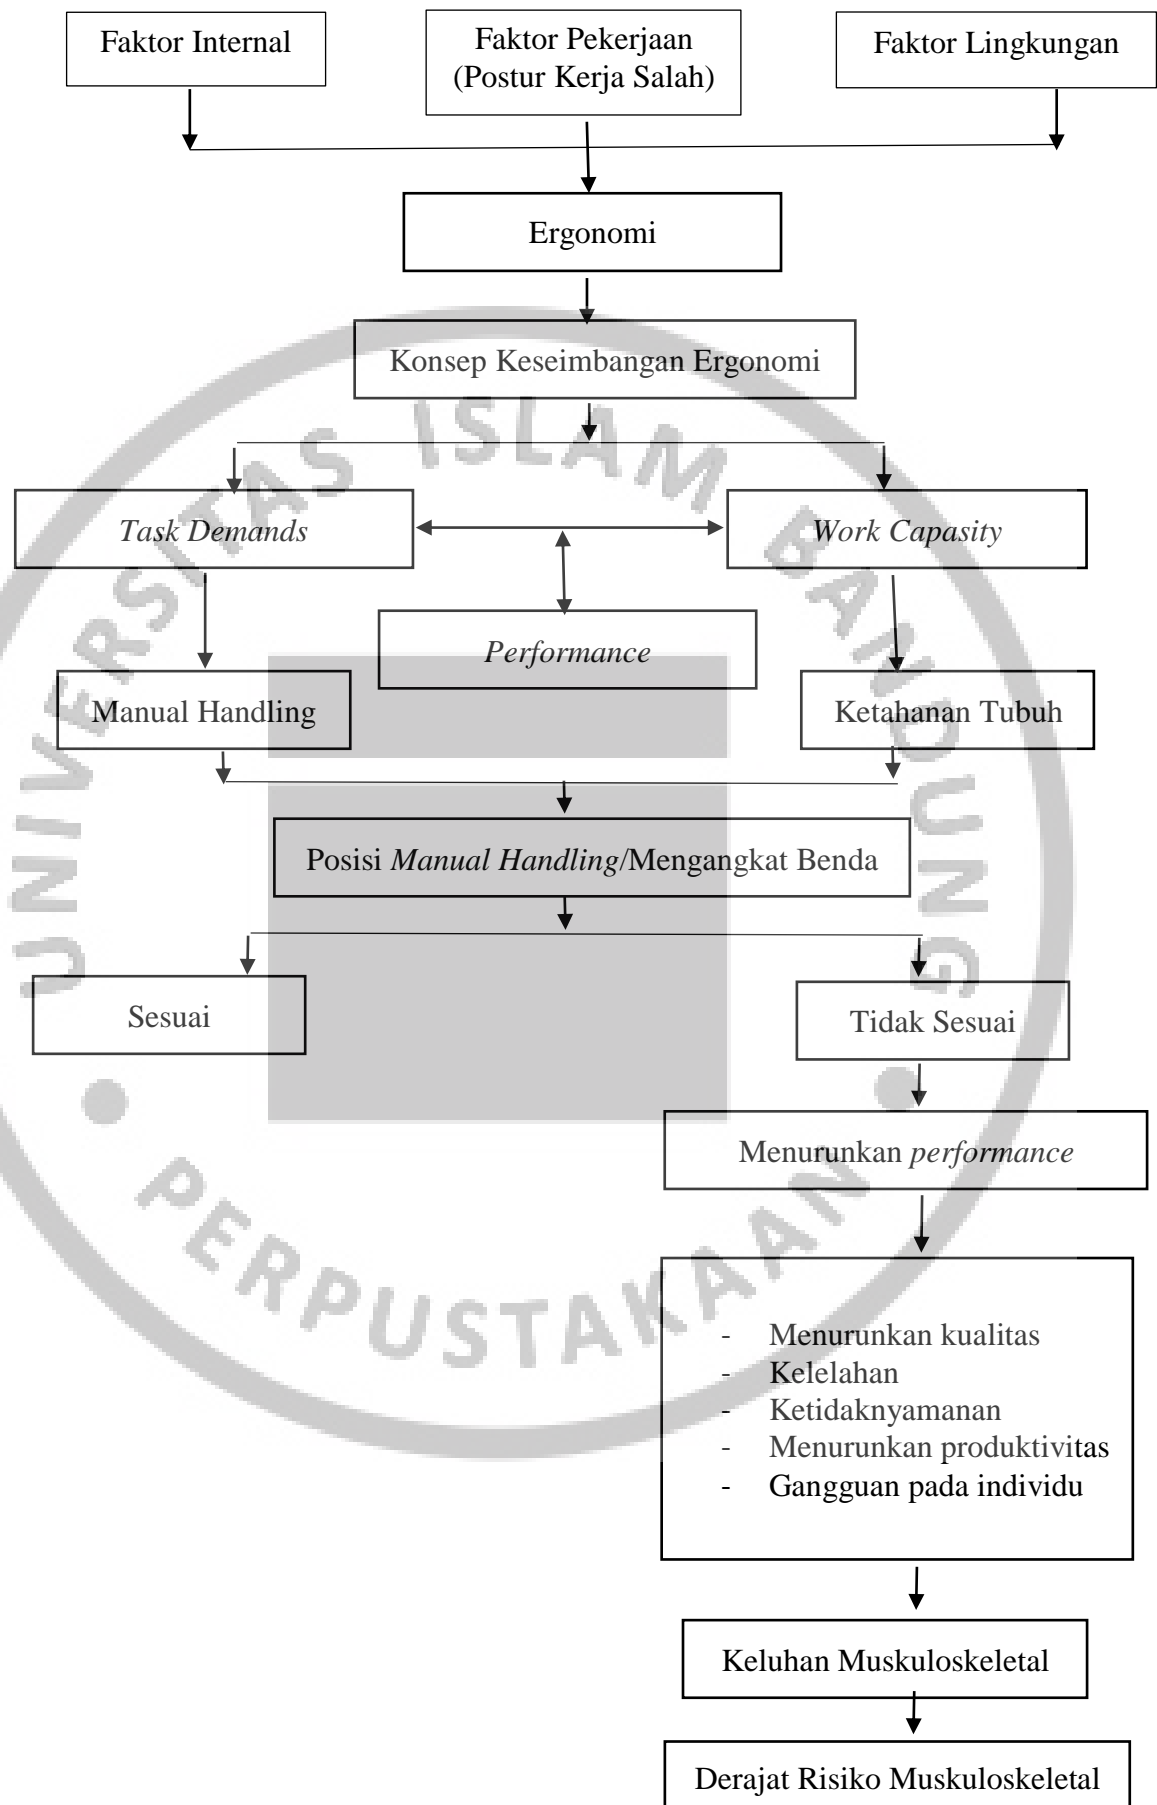 Faktor Internal
Faktor Pekerjaan
(Postur Kerja Salah)
Faktor Lingkungan
Ergonomi
Konsep Keseimbangan Ergonomi
Task Demands
Work Capasity
Performance
Manual Handling
Ketahanan Tubuh
Posisi Manual Handling/Mengangkat Benda
Sesuai
Tidak Sesuai
Menurunkan performance
- Menurunkan kualitas
- Kelelahan
- Ketidaknyamanan
- Menurunkan produktivitas
- Gangguan pada individu
Keluhan Muskuloskeletal
Derajat Risiko Muskuloskeletal
UNIVERSITAS ISLAM BANDUNG
PERPUSTAKAAN